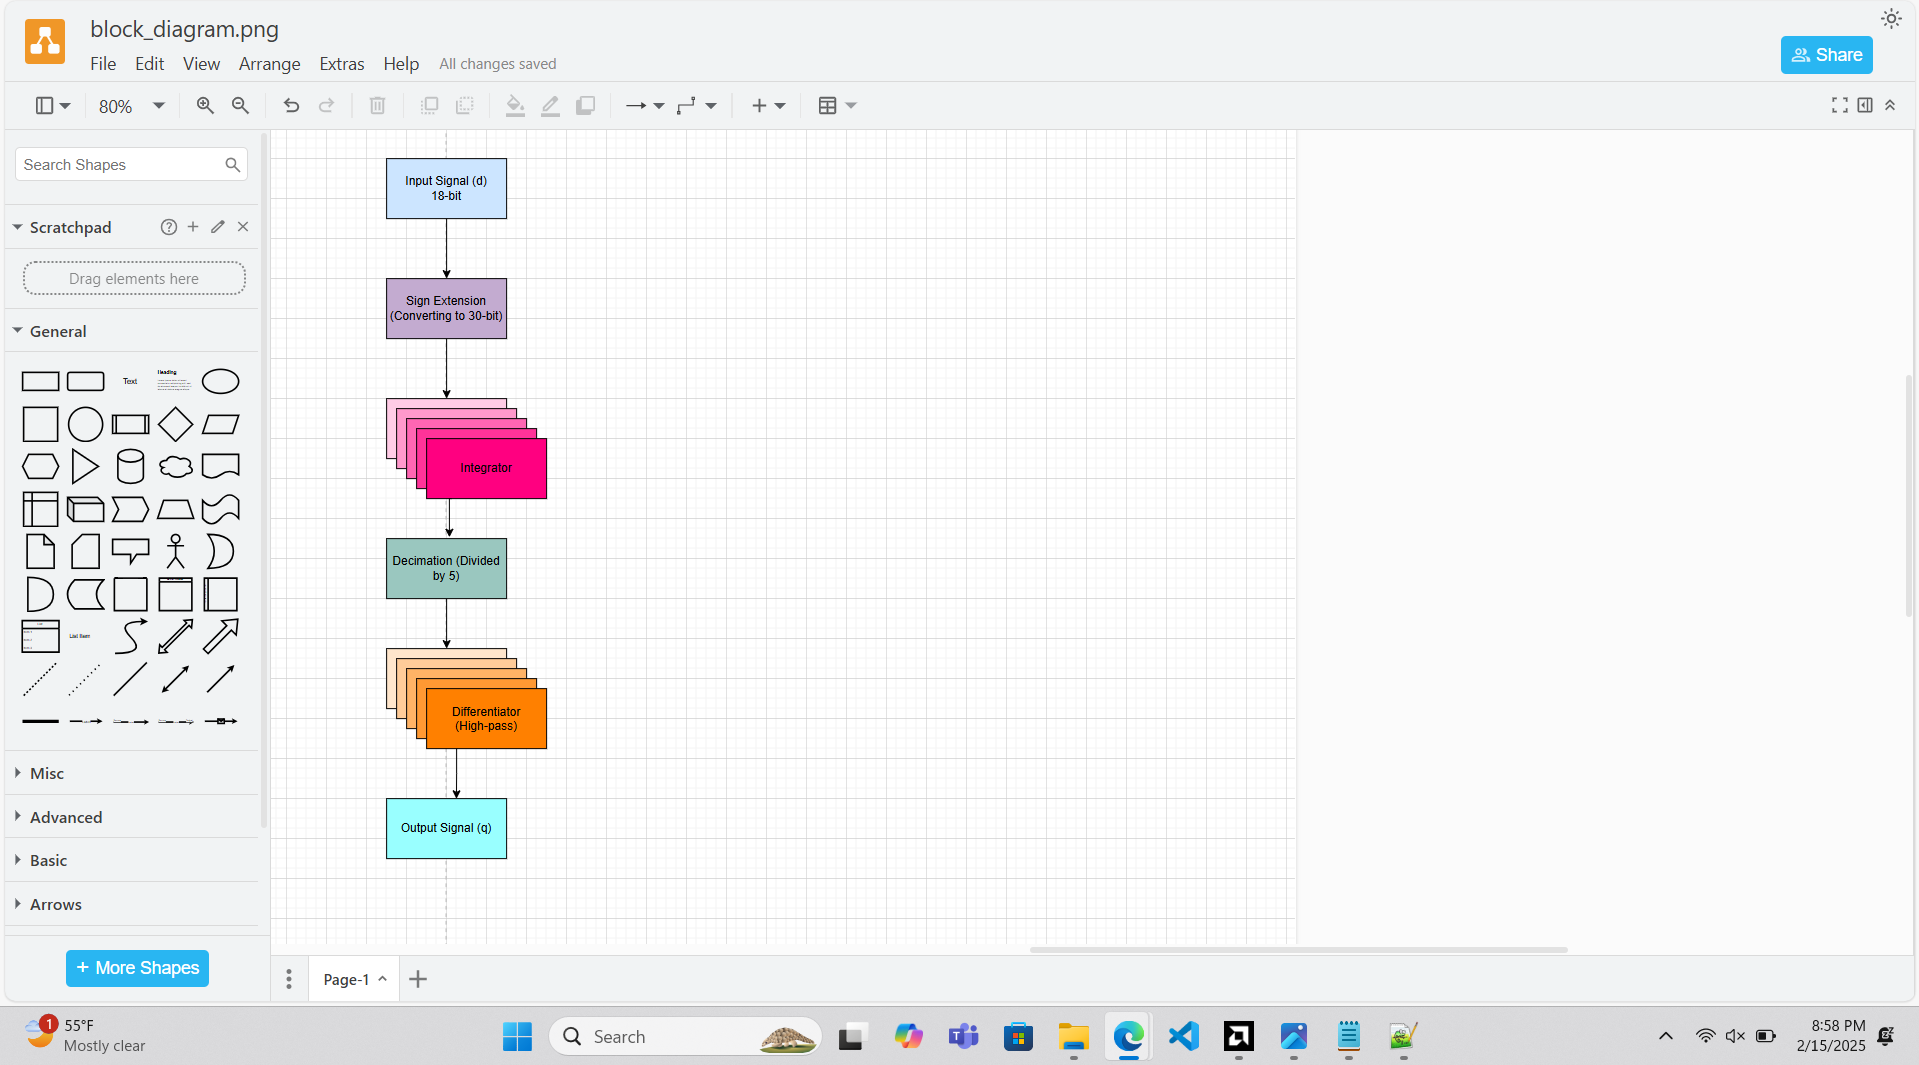 block_diagram.png
File Edit View Arrange Extras Help All changes saved
Share
80%
Search Shapes
Scratchpad
Drag elements here
General
Text
Heading
List Item
Misc
Advanced
Basic
Arrows
+ More Shapes
Input Signal (d)
18-bit
Sign Extension
(Converting to 30-bit)
Integrator
Decimation (Divided
by 5)
Differentiator
(High-pass)
Output Signal (q)
Page-1
1
55°F
Mostly clear
Search
8:58 PM
2/15/2025